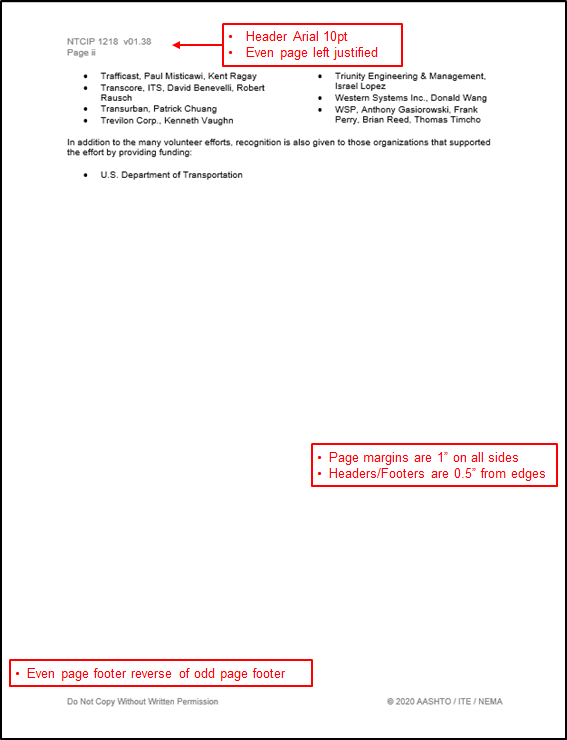 NTCIP 1218 v01.38
Page ii
• Header Arial 10pt
• Even page left justified
• Trafficast, Paul Misticawi, Kent Ragay
• Transcore, ITS, David Benevelli, Robert
Rausch
• Transurban, Patrick Chuang
• Trevilon Corp., Kenneth Vaughn
• Triunity Engineering & Management,
Israel Lopez
• Western Systems Inc., Donald Wang
• WSP, Anthony Gasiorowski, Frank
Perry, Brian Reed, Thomas Timcho
In addition to the many volunteer efforts, recognition is also given to those organizations that supported
the effort by providing funding:
• U.S. Department of Transportation
• Page margins are 1” on all sides
• Headers/Footers are 0.5” from edges
• Even page footer reverse of odd page footer
Do Not Copy Without Written Permission
© 2020 AASHTO / ITE / NEMA